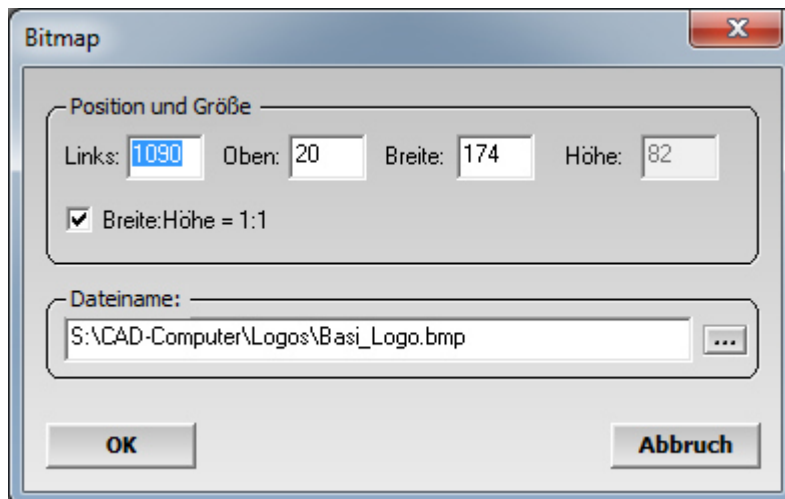 Bitmap
Position und Größe
Links: 1090 Oben: 20 Breite: 174 Höhe: 82
Breite:Höhe = 1:1
Dateiname:
S:\CAD-Computer\Logos\Basi_Logo.bmp ...
OK Abbruch